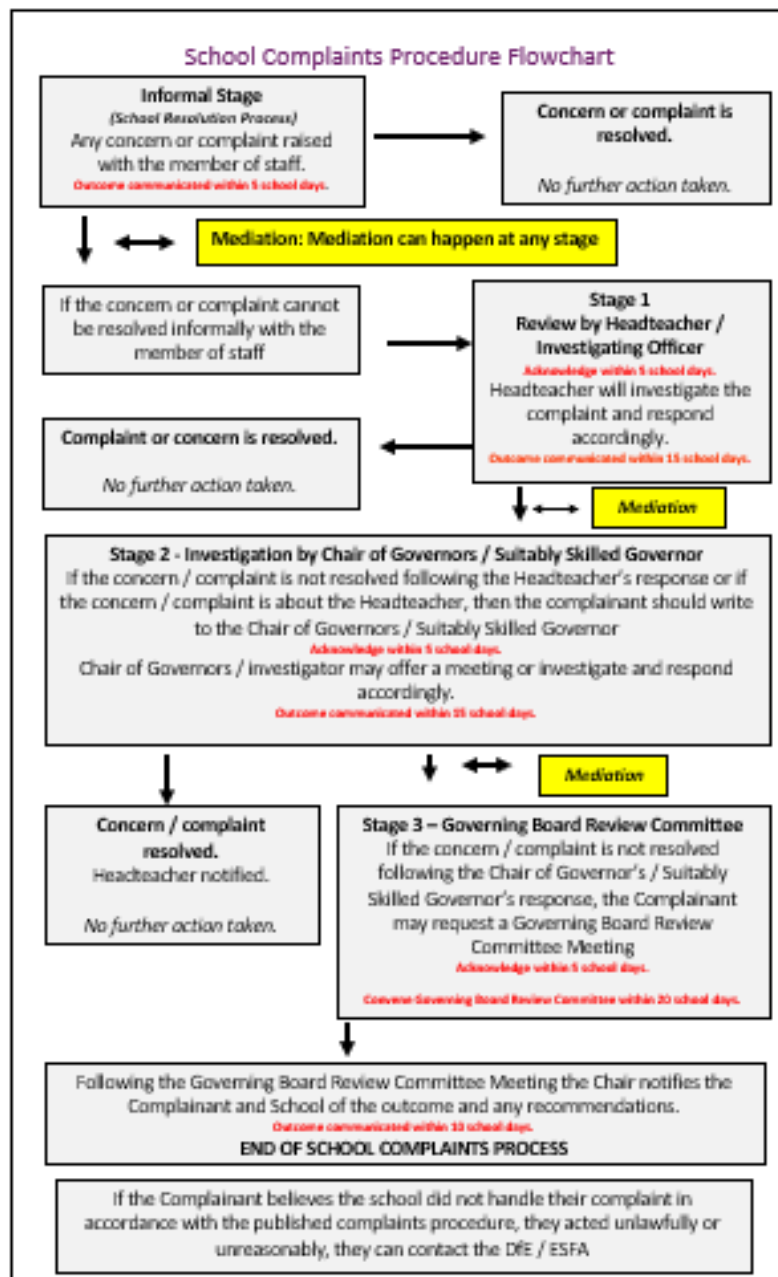 School Complaints Procedure Flowchart
Informal Stage
(School Resolution Process)
Any concern or complaint raised
with the member of staff.
Outcome communicated within 5 school days.
Concern or complaint is
resolved.
No further action taken.
Mediation: Mediation can happen at any stage
If the concern or complaint cannot
be resolved informally with the
member of staff
Stage 1
Review by Headteacher /
Investigating Officer
Acknowledge within 5 school days.
Headteacher will investigate the
complaint and respond
accordingly.
Outcome communicated within 15 school days.
Complaint or concern is resolved.
No further action taken.
Mediation
Stage 2 - Investigation by Chair of Governors / Suitably Skilled Governor
If the concern / complaint is not resolved following the Headteacher's response or if
the concern / complaint is about the Headteacher, then the complainant should write
to the Chair of Governors / Suitably Skilled Governor
Acknowledge within 5 school days.
Chair of Governors / investigator may offer a meeting or investigate and respond
accordingly.
Outcome communicated within 15 school days.
Mediation
Concern / complaint
resolved.
Headteacher notified.
No further action taken.
Stage 3 – Governing Board Review Committee
If the concern / complaint is not resolved
following the Chair of Governor's / Suitably
Skilled Governor's response, the Complainant
may request a Governing Board Review
Committee Meeting
Acknowledge within 5 school days.
Convene Governing Board Review Committee within 20 school days.
Following the Governing Board Review Committee Meeting the Chair notifies the
Complainant and School of the outcome and any recommendations.
Outcome communicated within 10 school days.
END OF SCHOOL COMPLAINTS PROCESS
If the Complainant believes the school did not handle their complaint in
accordance with the published complaints procedure, they acted unlawfully or
unreasonably, they can contact the DfE / ESFA